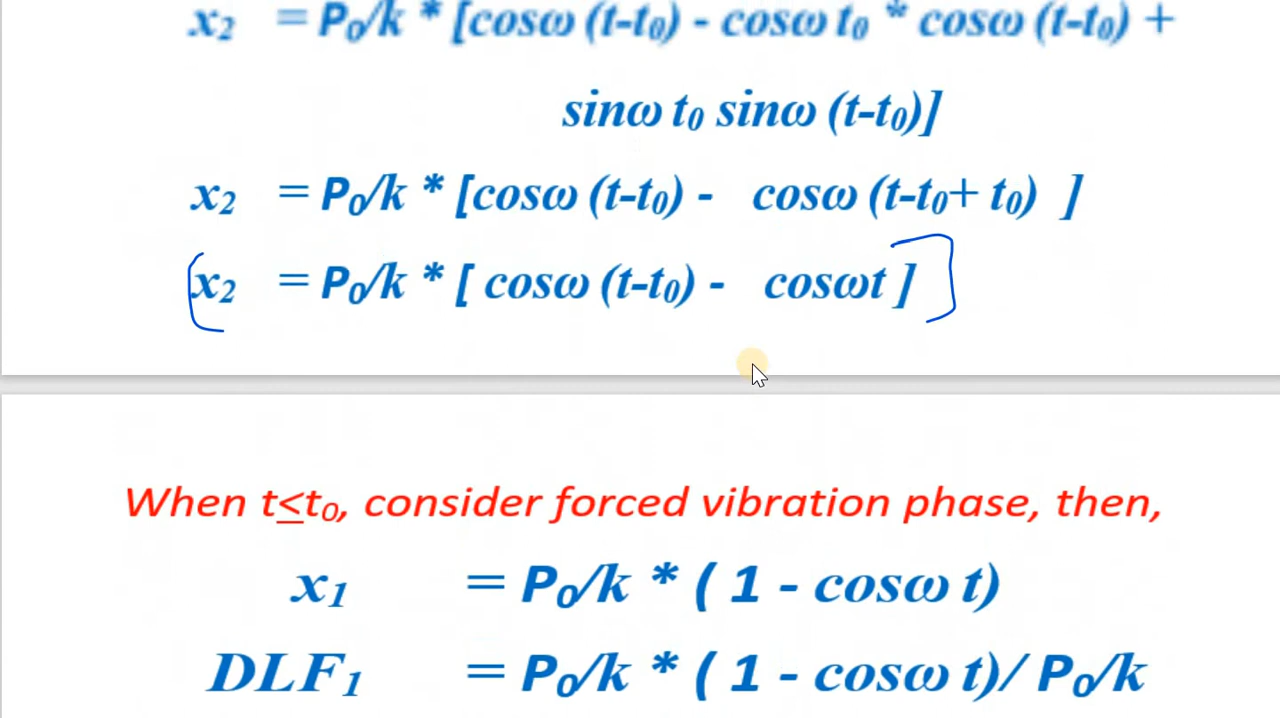 x₂ = P₀/k * [cosω (t-t₀) - cosω t₀ * cosω (t-t₀) +
sinω t₀ sinω (t-t₀)]
x₂ = P₀/k * [cosω (t-t₀) - cosω (t-t₀+ t₀) ]
x₂ = P₀/k * [ cosω (t-t₀) - cosωt ]
When t≤t₀, consider forced vibration phase, then,
x₁ = P₀/k * ( 1 - cosω t)
DLF₁ = P₀/k * ( 1 - cosω t)/ P₀/k